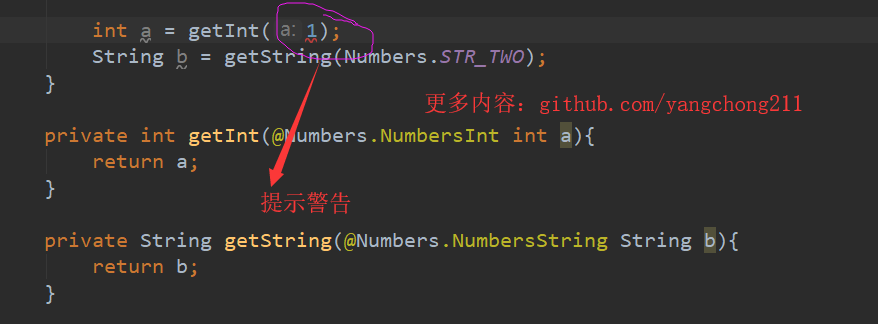 int a = getInt( a: 1);
String b = getString(Numbers.STR_TWO);
}
更多内容：github.com/yangchong211
private int getInt(@Numbers.NumbersInt int a){
return a;
}
提示警告
private String getString(@Numbers.NumbersString String b){
return b;
}